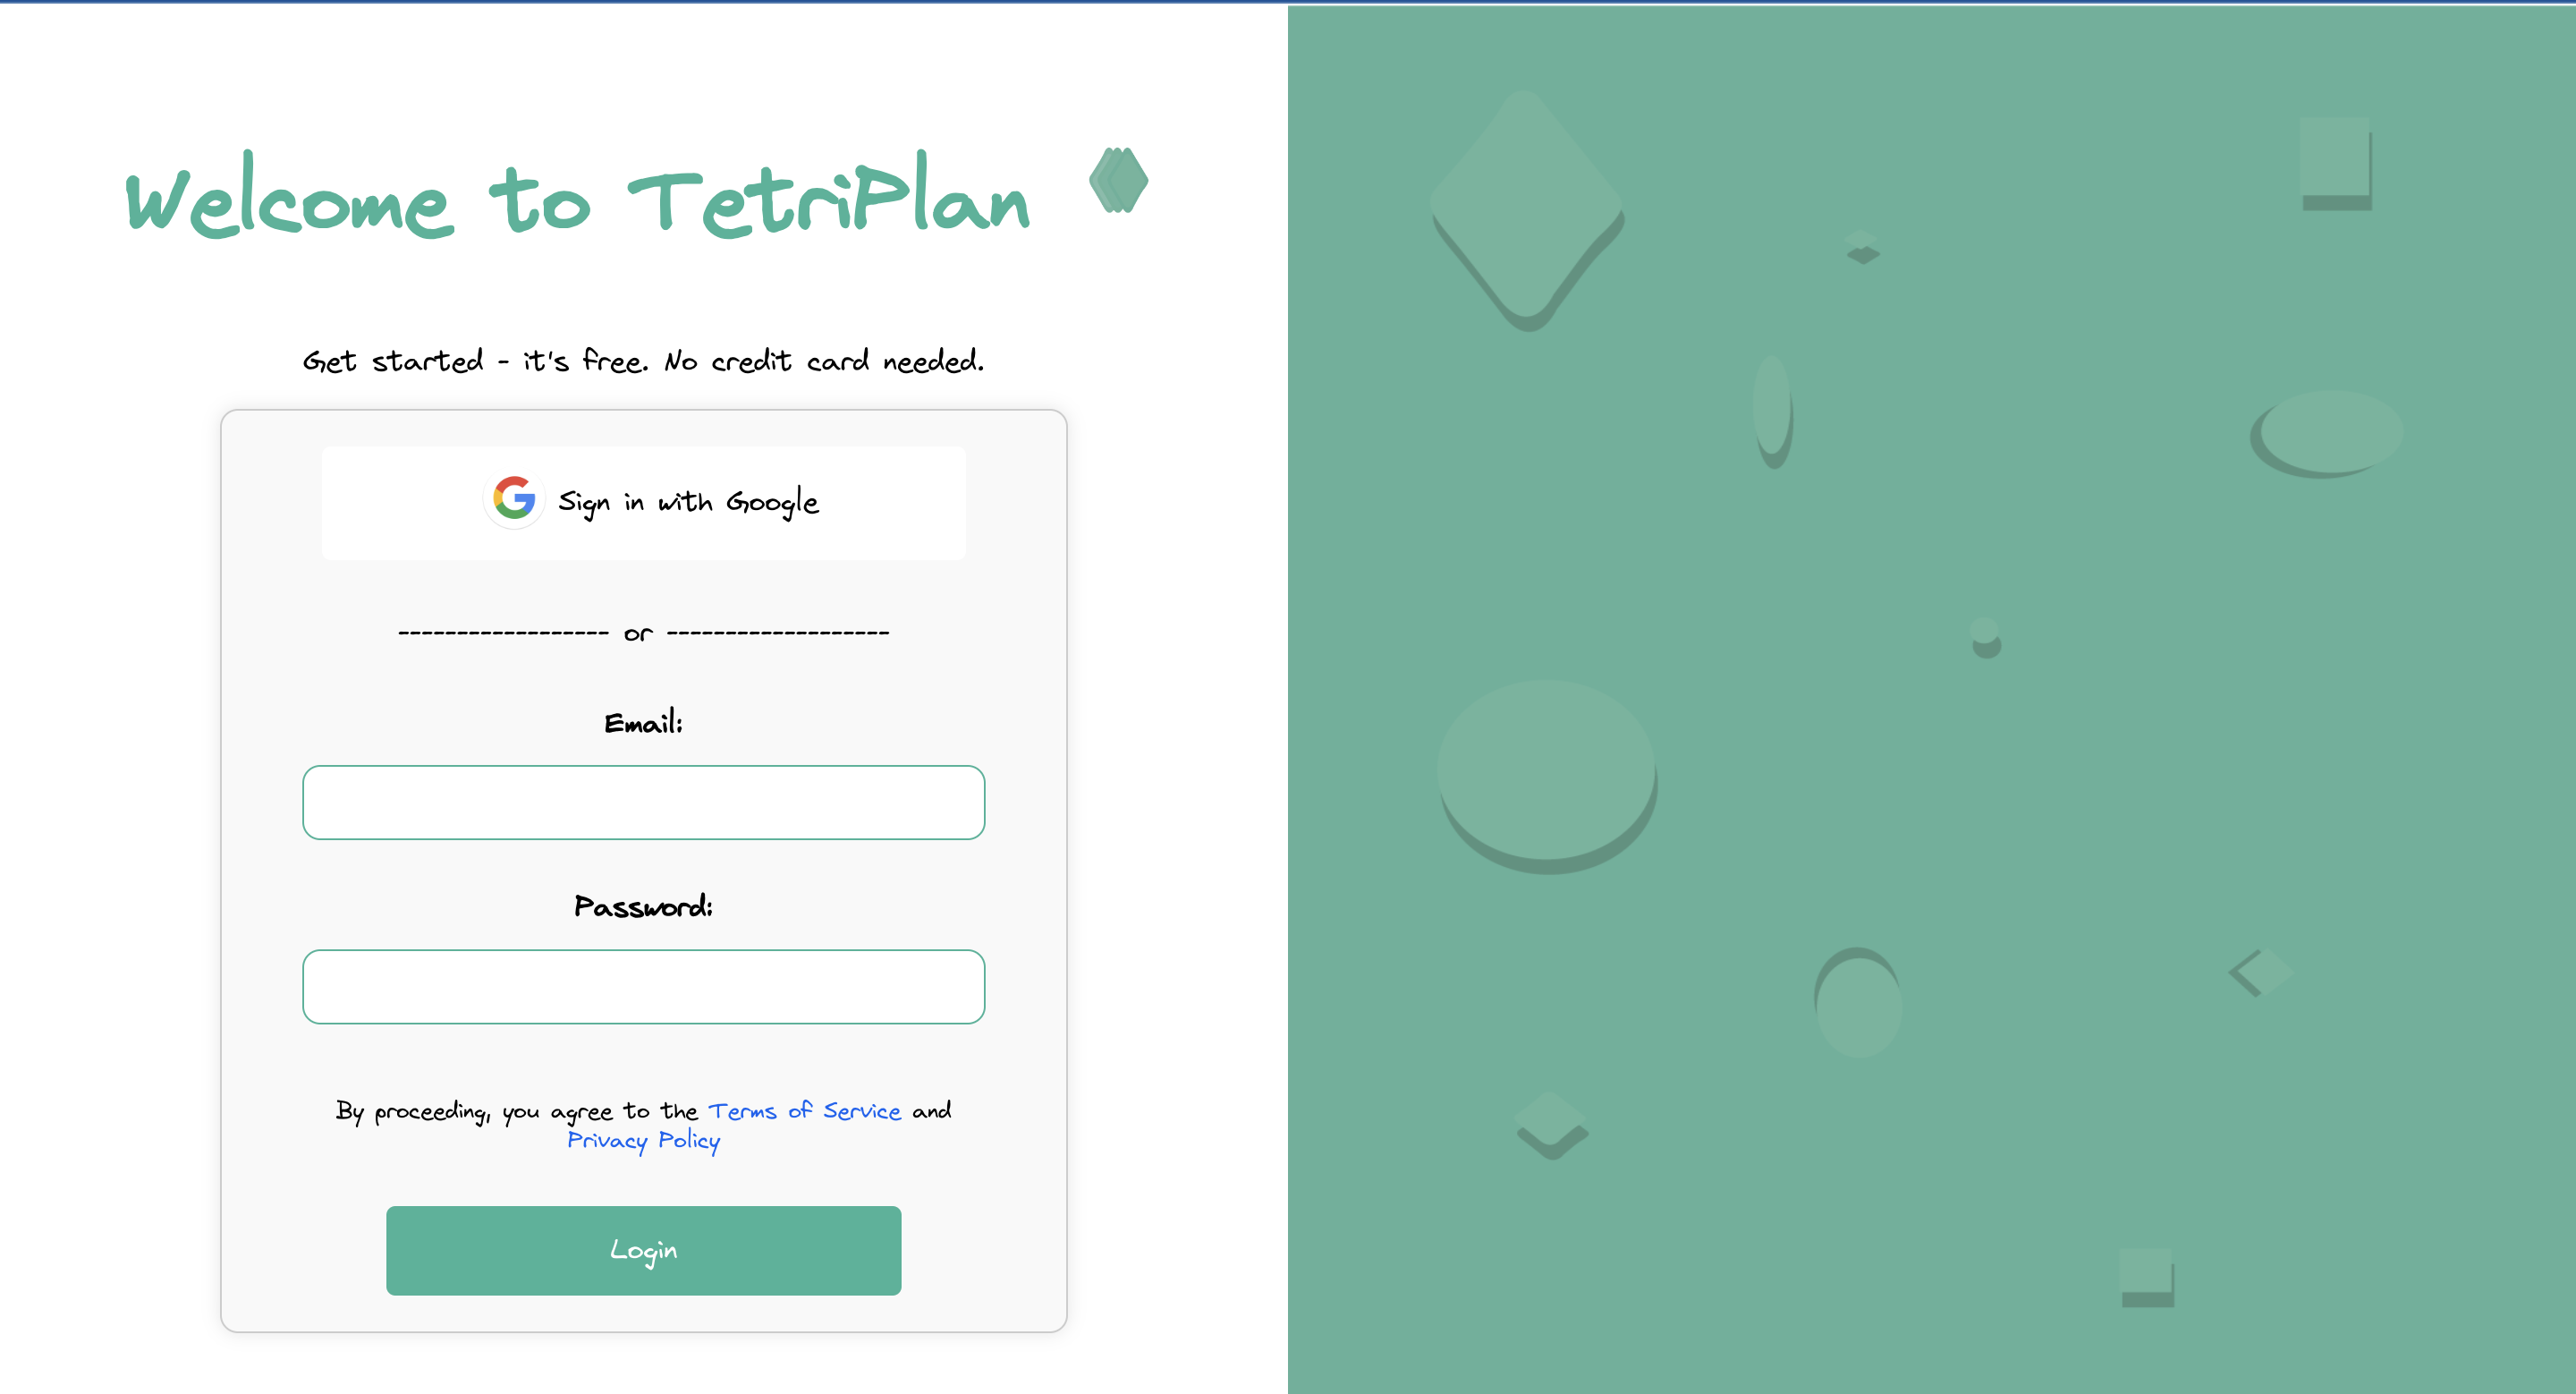 Welcome to TetriPlan
Get started - it's free. No credit card needed.
Sign in with Google
------------------ or -------------------
Email:
Password:
By proceeding, you agree to the Terms of Service and
Privacy Policy
Login